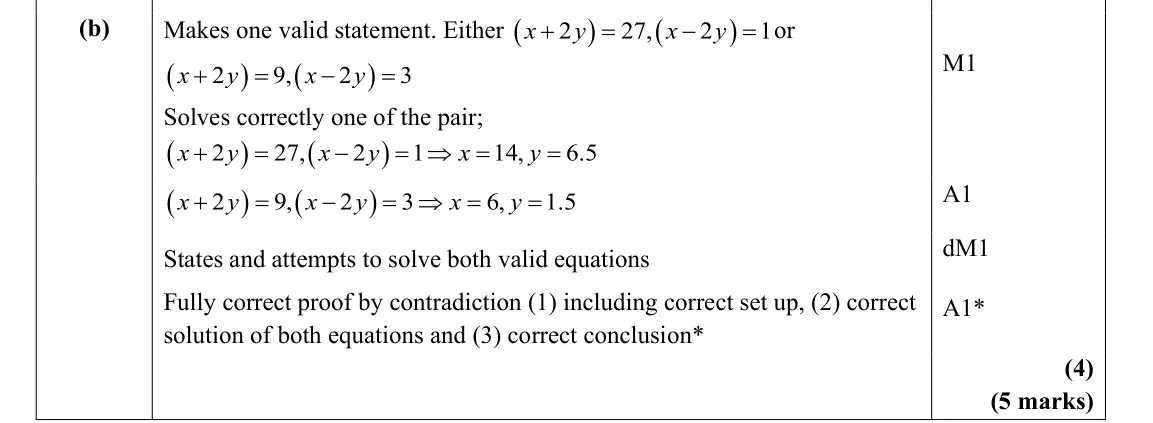 (b) Makes one valid statement. Either (x+2y)=27,(x−2y)=1or
(x+2y)=9,(x−2y)=3
M1
Solves correctly one of the pair;
(x+2y)=27,(x−2y)=1⇒ x=14, y=6.5
(x+2y)=9,(x−2y)=3⇒ x=6, y=1.5
A1
States and attempts to solve both valid equations
dM1
Fully correct proof by contradiction (1) including correct set up, (2) correct
A1*
solution of both equations and (3) correct conclusion*
(4)
(5 marks)